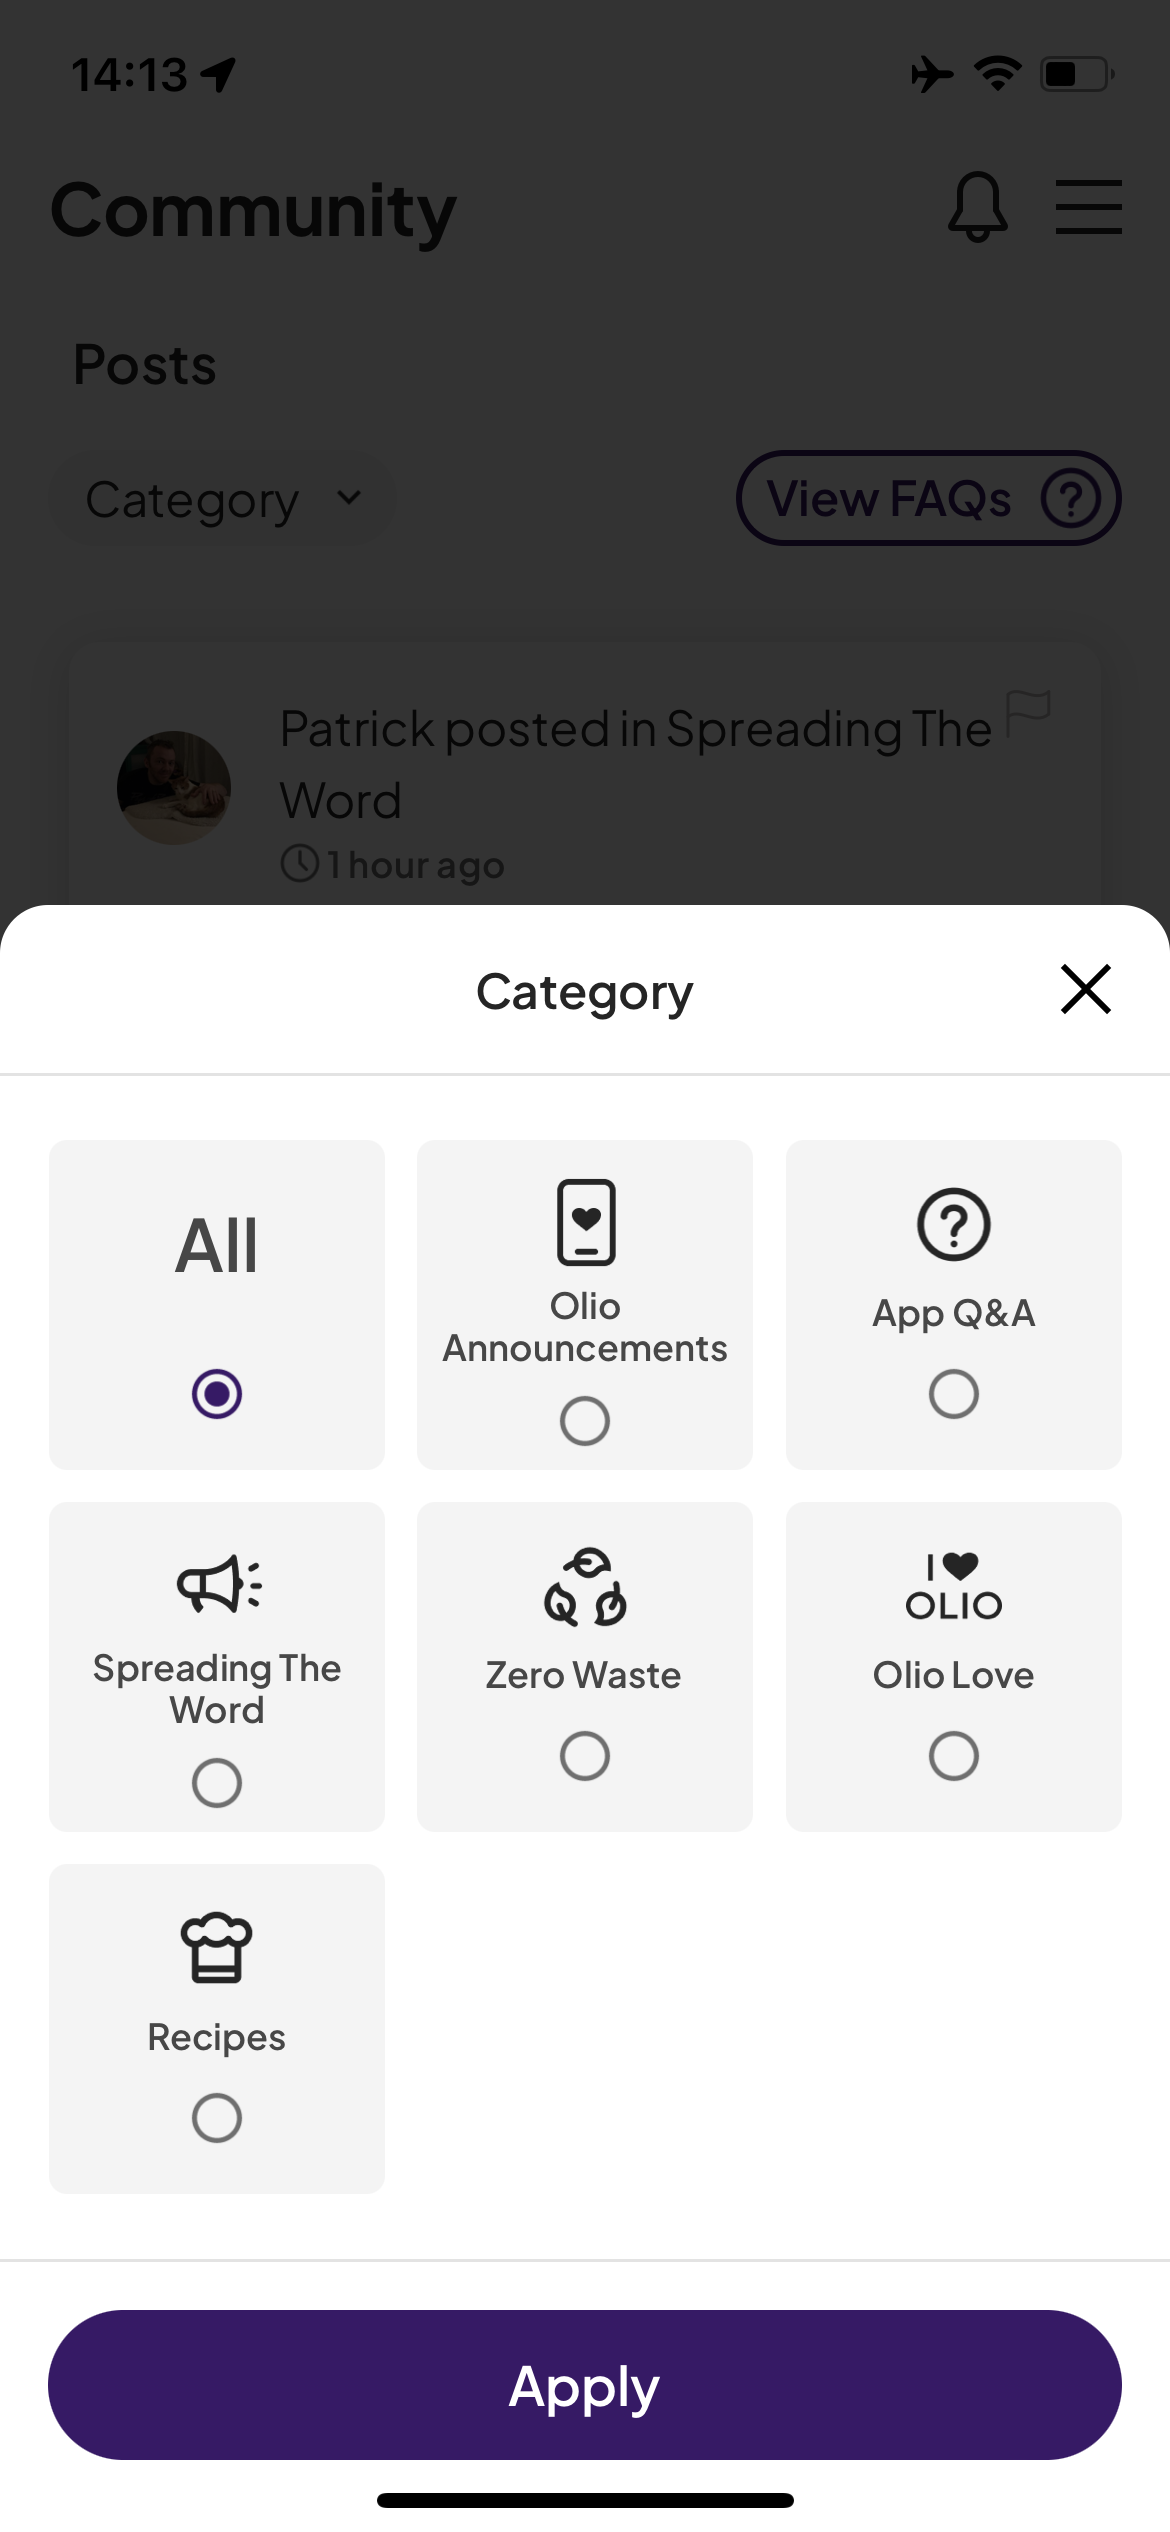 14:13
Community
Posts
Category
View FAQs ?
Patrick posted in Spreading The
Word
1 hour ago
Category
All
Olio
Announcements
?
App Q&A
Spreading The
Word
Zero Waste
I
OLIO
Olio Love
Recipes
Apply